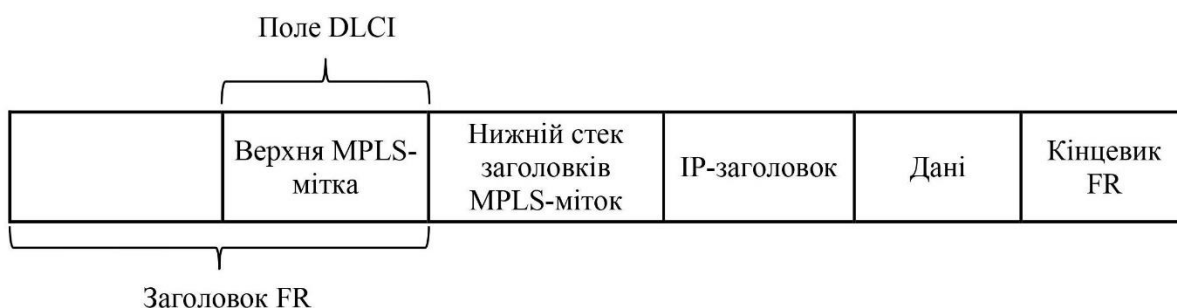 Поле DLCI
Верхня MPLS-
мітка
Нижній стек
заголовків
MPLS-міток
IP-заголовок
Дані
Кінцевик
FR
Заголовок FR